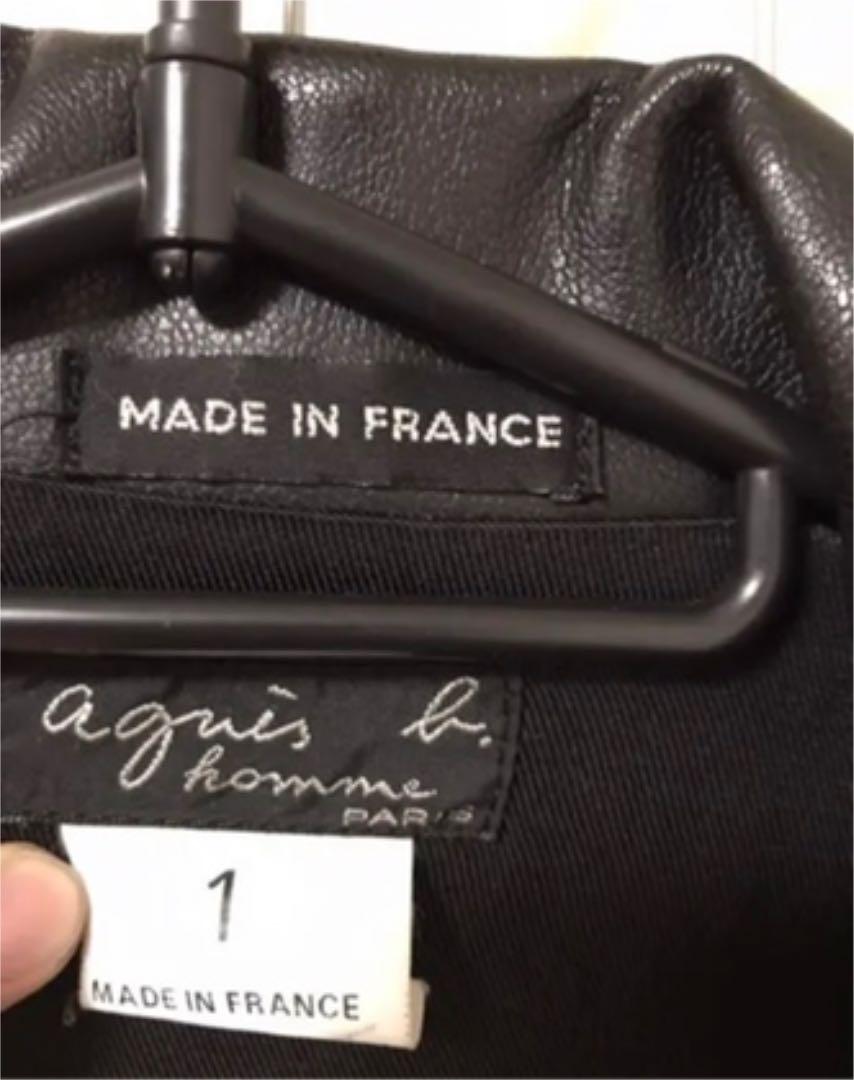 MADE IN FRANCE
agnès b.
homme
PARIS
1
MADE IN FRANCE